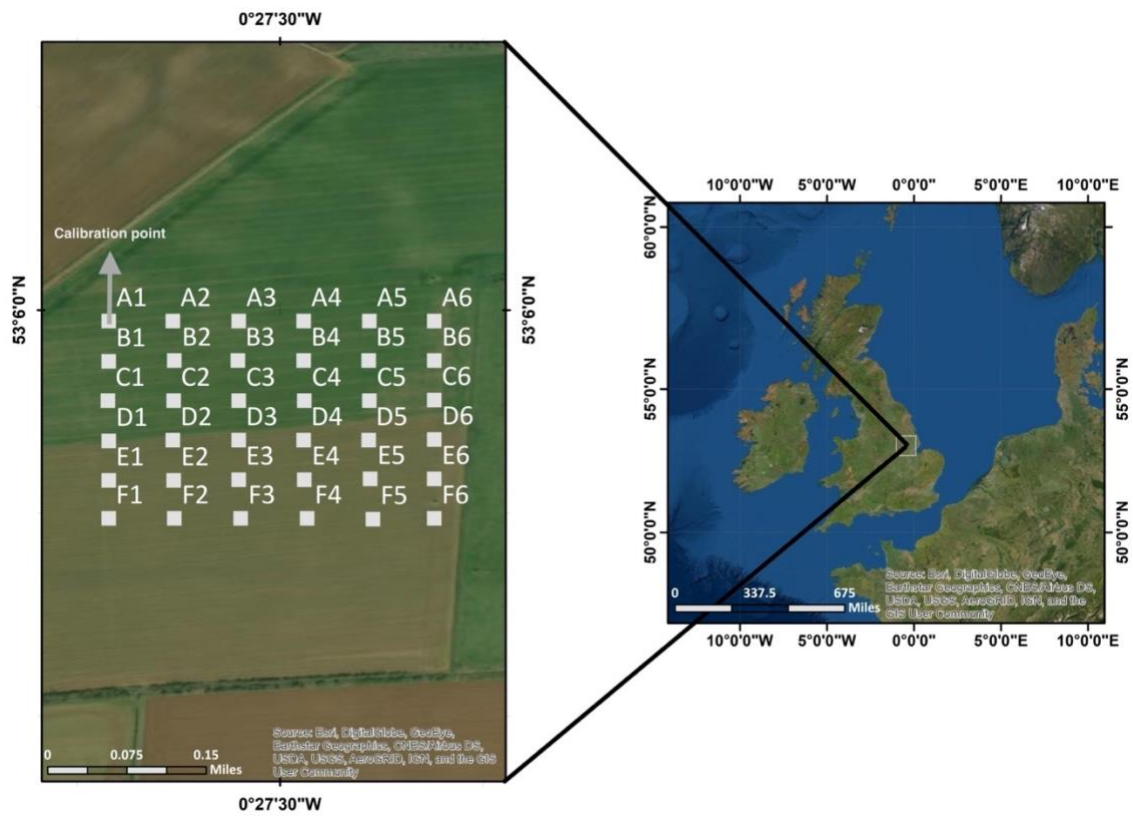 0°27'30"W
Calibration point
53°6'0"N
53°6'0"N
A1 A2 A3 A4 A5 A6
B1 B2 B3 B4 B5 B6
C1 C2 C3 C4 C5 C6
D1 D2 D3 D4 D5 D6
E1 E2 E3 E4 E5 E6
F1 F2 F3 F4 F5 F6
Source: Esri, DigitalGlobe, GeoEye,
Earthstar Geographics, CNES/Airbus DS,
USDA, USGS, AeroGRID, IGN, and the GIS
User Community
0 0.075 0.15
Miles
0°27'30"W
10°0'0"W 5°0'0"W 0°0'0" 5°0'0"E 10°0'0"E
60°0'0"N
60°0'0"N
55°0'0"N
55°0'0"N
50°0'0"N
50°0'0"N
Source: Esri, DigitalGlobe, GeoEye,
Earthstar Geographics, CNES/Airbus DS,
USDA, USGS, AeroGRID, IGN, and the
GIS User Community
0 337.5 675
Miles
10°0'0"W 5°0'0"W 0°0'0" 5°0'0"E 10°0'0"E